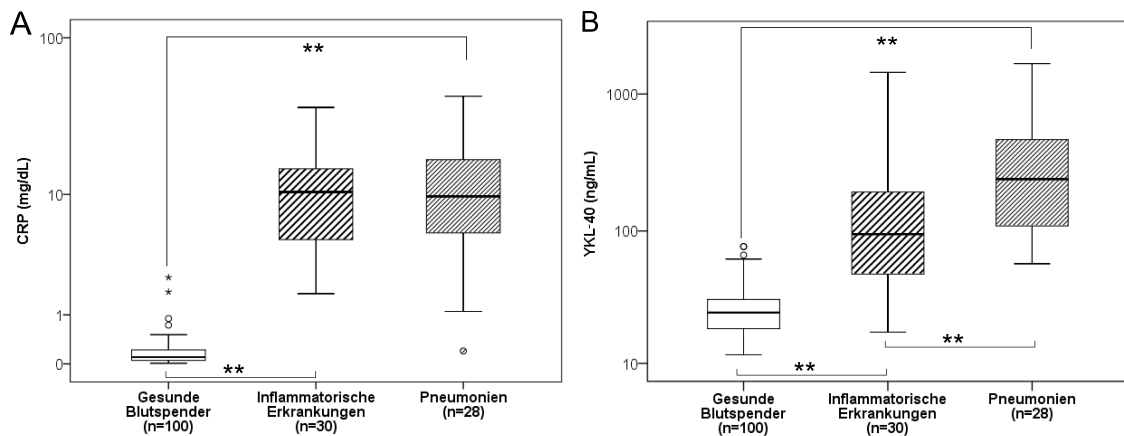 A
100
10
1
0
CRP (mg/dL)
**
*
*
**
Gesunde
Blutspender
(n=100)
Inflammatorische
Erkrankungen
(n=30)
Pneumonien
(n=28)
B
1000
100
10
YKL-40 (ng/mL)
**
**
**
Gesunde
Blutspender
(n=100)
Inflammatorische
Erkrankungen
(n=30)
Pneumonien
(n=28)